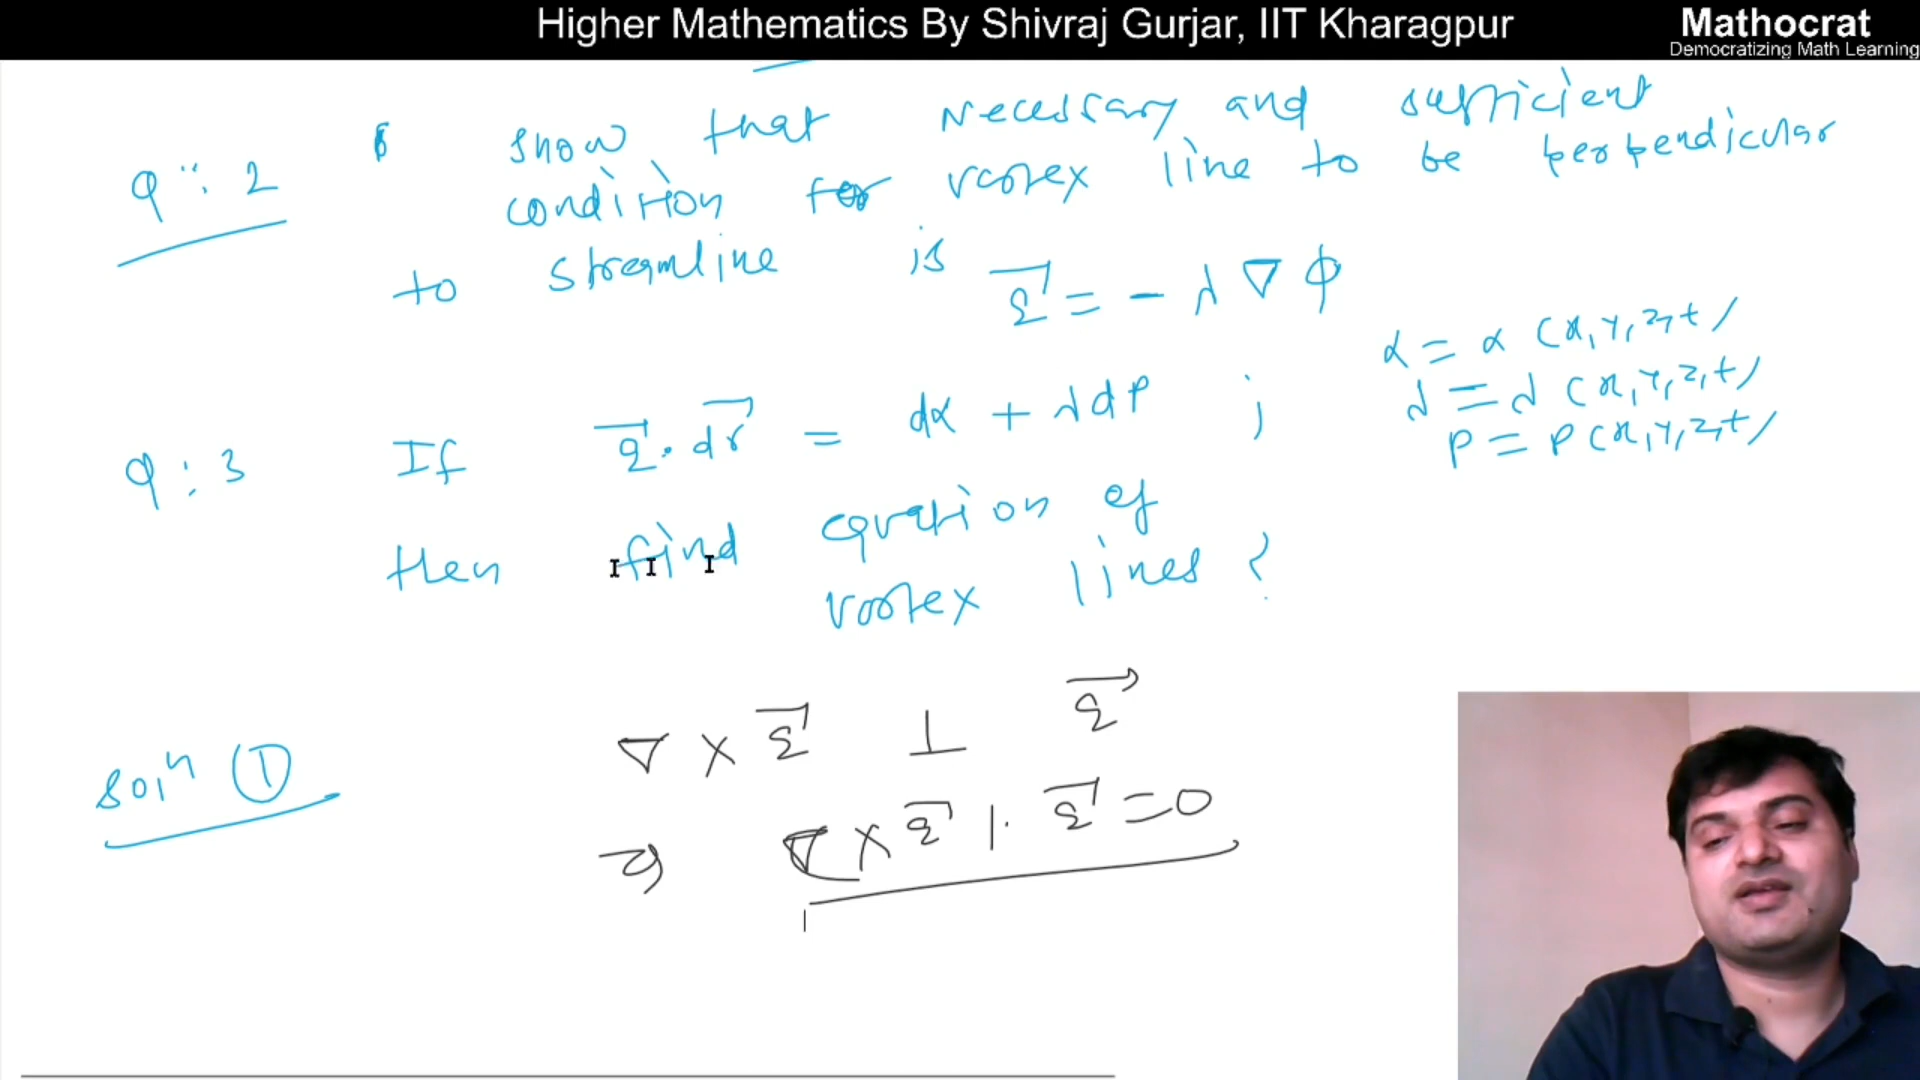 Higher Mathematics By Shivraj Gurjar, IIT Kharagpur
Mathocrat
Democratizing Math Learning
Q: 2 show that necessary and sufficient
condition for vortex line to be perpendicular
to streamline is q⃗ = - λ ∇ ϕ
Q: 3 If q⃗ . dr⃗ = dα + λdP ;
α = α (x, y, z, t)
λ = λ (x, y, z, t)
P = P (x, y, z, t)
then find equation of
vortex lines ?
Sol^n ① ∇ × q⃗ ⊥ q⃗
⇒ (∇ × q⃗) . q⃗ = 0